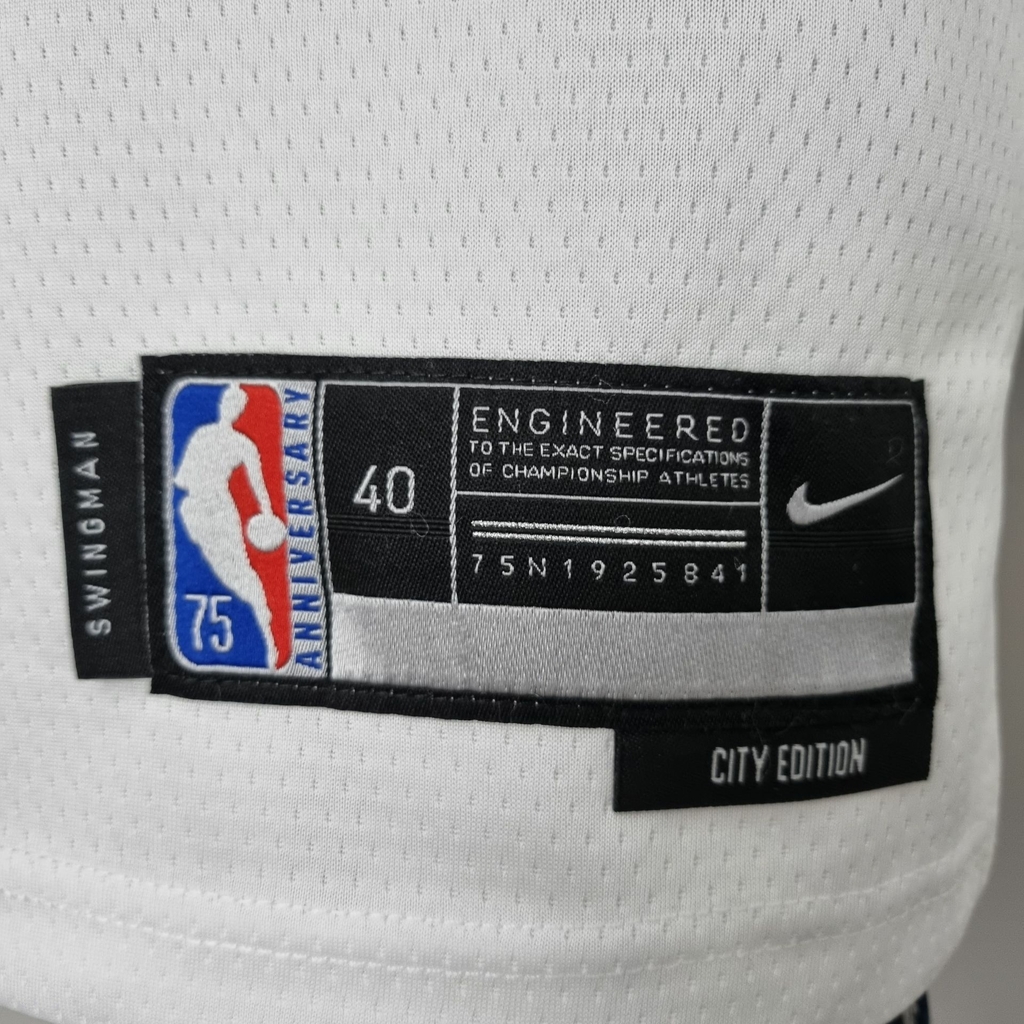 SWINGMAN
75
ANNIVERSARY
40
ENGINEERED
TO THE EXACT SPECIFICATIONS
OF CHAMPIONSHIP ATHLETES
75N1925841
CITY EDITION